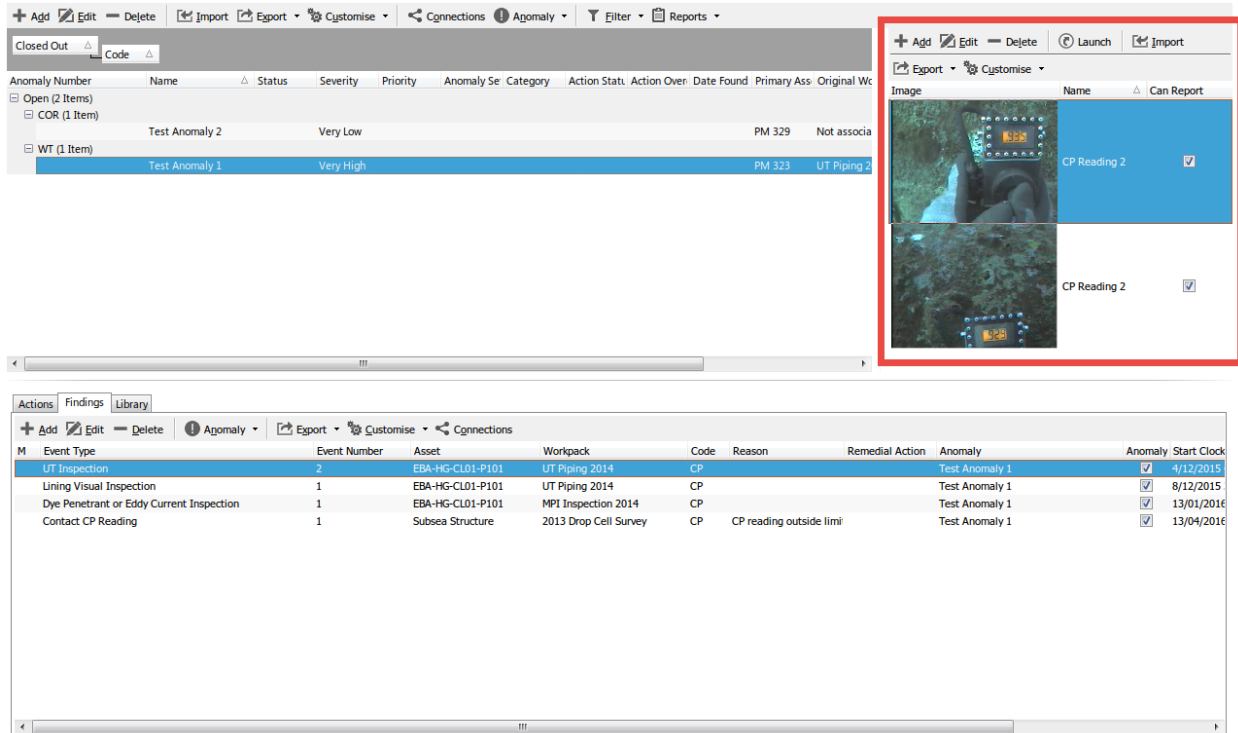 Add Edit Delete Import Export Customise Connections Anomaly Filter Reports
Closed Out
Code
Anomaly Number Name Status Severity Priority Anomaly Se Category Action Statu Action Over Date Found Primary Ass Original Wo
Open (2 Items)
COR (1 Item)
Test Anomaly 2 Very Low PM 329 Not associa
WT (1 Item)
Test Anomaly 1 Very High PM 323 UT Piping 2
Add Edit Delete Launch Import
Export Customise
Image Name Can Report
CP Reading 2
CP Reading 2
Actions Findings Library
Add Edit Delete Anomaly Export Customise Connections
M Event Type Event Number Asset Workpack Code Reason Remedial Action Anomaly Anomaly Start Clock
UT Inspection 2 EBA-HG-CL01-P101 UT Piping 2014 CP Test Anomaly 1 4/12/2015
Lining Visual Inspection 1 EBA-HG-CL01-P101 UT Piping 2014 CP Test Anomaly 1 8/12/2015
Dye Penetrant or Eddy Current Inspection 1 EBA-HG-CL01-P101 MPI Inspection 2014 CP Test Anomaly 1 13/01/2016
Contact CP Reading 1 Subsea Structure 2013 Drop Cell Survey CP CP reading outside limi Test Anomaly 1 13/04/2016